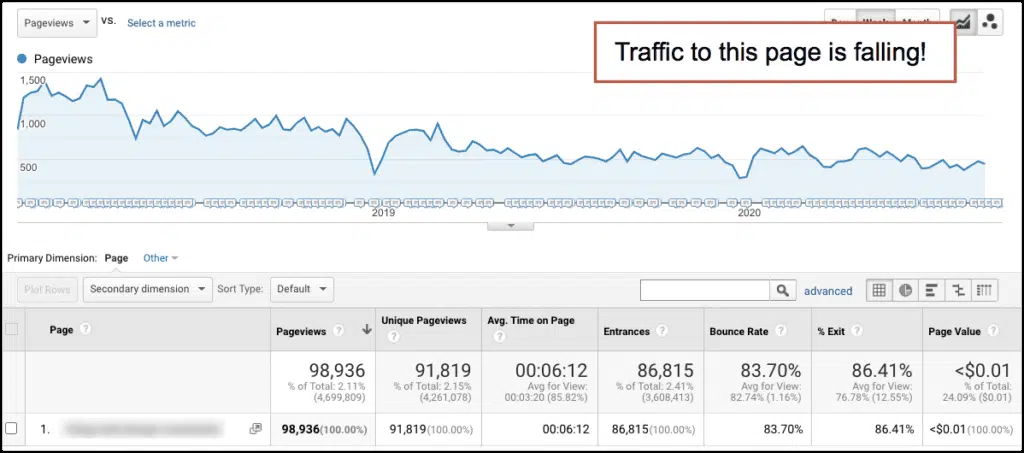 Pageviews vs. Select a metric
Day Week Month
Traffic to this page is falling!
Pageviews
1,500
1,000
500
2019 2020
Primary Dimension: Page Other
Plot Rows Secondary dimension Sort Type: Default advanced
Page Pageviews Unique Pageviews Avg. Time on Page Entrances Bounce Rate % Exit Page Value
98,936 91,819 00:06:12 86,815 83.70% 86.41% <$0.01
% of Total: 2.11% % of Total: 2.15% Avg for View: % of Total: 2.41% Avg for View: Avg for View: % of Total:
(4,699,809) (4,261,078) 00:03:20 (85.82%) (3,608,413) 82.74% (1.16%) 76.78% (12.55%) 24.09% ($0.01)
1. 98,936(100.00%) 91,819(100.00%) 00:06:12 86,815(100.00%) 83.70% 86.41% <$0.01(100.00%)